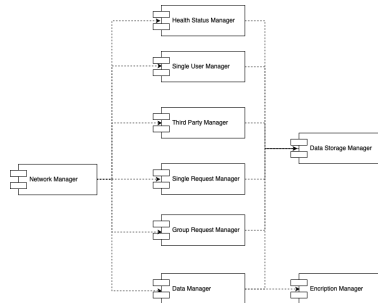 Health Status Manager
Single User Manager
Third Party Manager
Data Storage Manager
Network Manager
Single Request Manager
Group Request Manager
Data Manager
Encription Manager